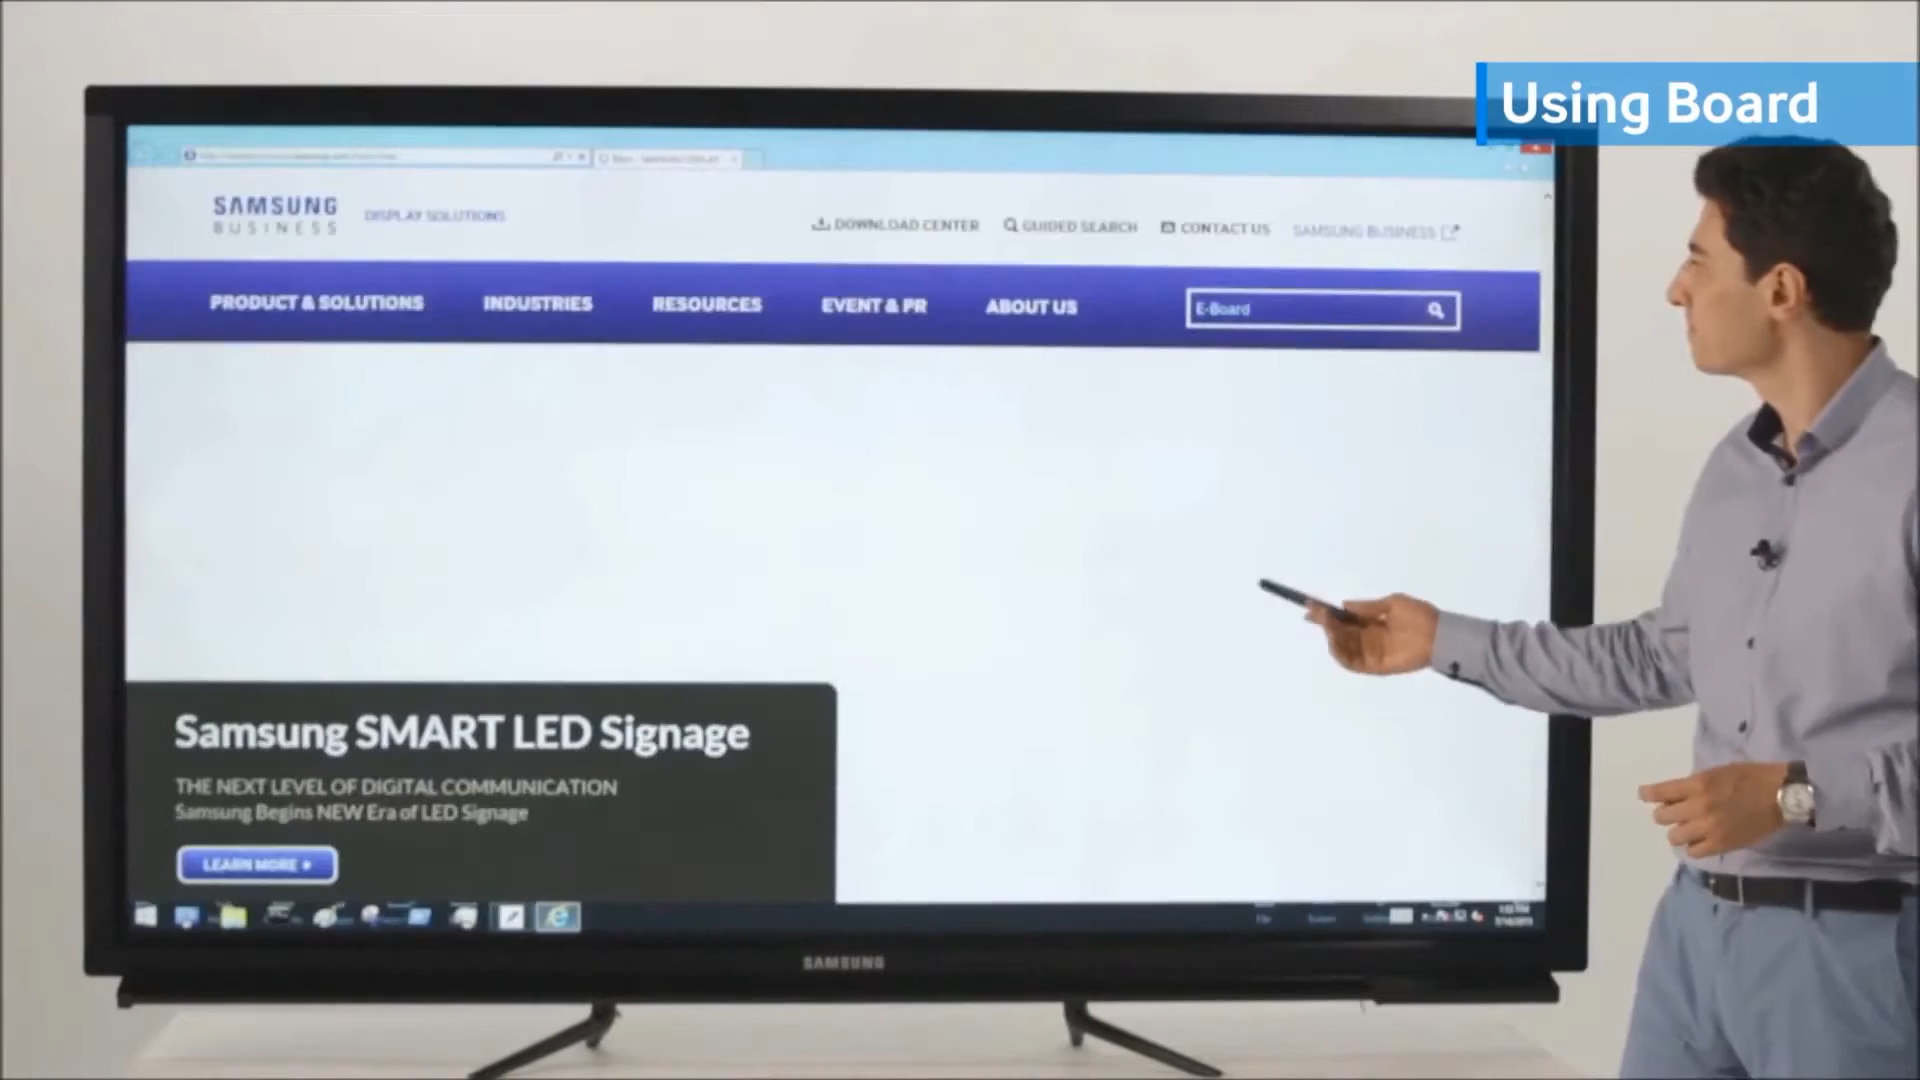 Using Board
SAMSUNG
BUSINESS
DISPLAY SOLUTIONS
DOWNLOAD CENTER
GUIDED SEARCH
CONTACT US
SAMSUNG BUSINESS
PRODUCT & SOLUTIONS
INDUSTRIES
RESOURCES
EVENT & PR
ABOUT US
E-Board
Samsung SMART LED Signage
THE NEXT LEVEL OF DIGITAL COMMUNICATION
Samsung Begins NEW Era of LED Signage
LEARN MORE
SAMSUNG